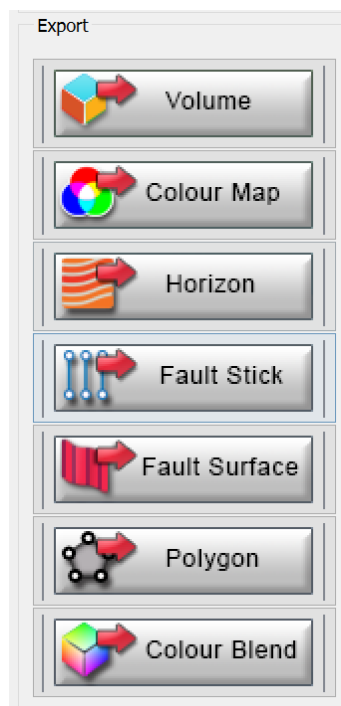 Export
Volume
Colour Map
Horizon
Fault Stick
Fault Surface
Polygon
Colour Blend